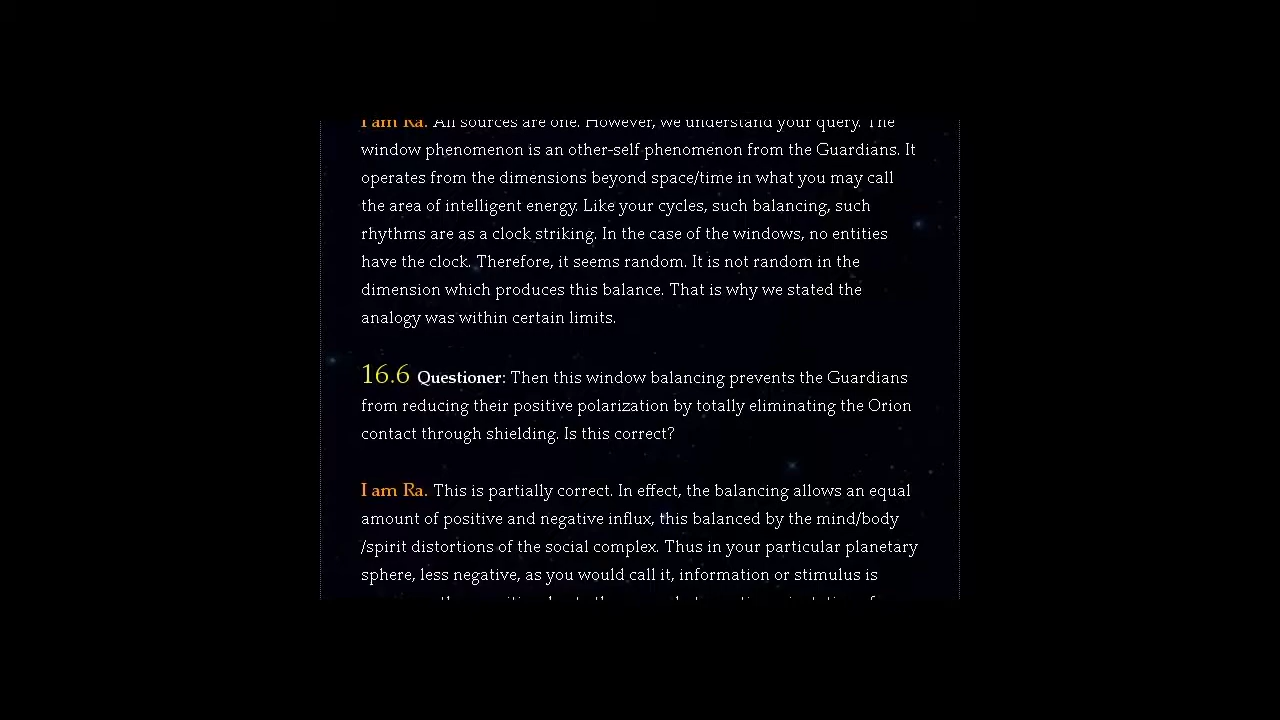 I am Ra. All sources are one. However, we understand your query. The
window phenomenon is an other-self phenomenon from the Guardians. It
operates from the dimensions beyond space/time in what you may call
the area of intelligent energy. Like your cycles, such balancing, such
rhythms are as a clock striking. In the case of the windows, no entities
have the clock. Therefore, it seems random. It is not random in the
dimension which produces this balance. That is why we stated the
analogy was within certain limits.
16.6 Questioner: Then this window balancing prevents the Guardians
from reducing their positive polarization by totally eliminating the Orion
contact through shielding. Is this correct?
I am Ra. This is partially correct. In effect, the balancing allows an equal
amount of positive and negative influx, this balanced by the mind/body
/spirit distortions of the social complex. Thus in your particular planetary
sphere, less negative, as you would call it, information or stimulus is